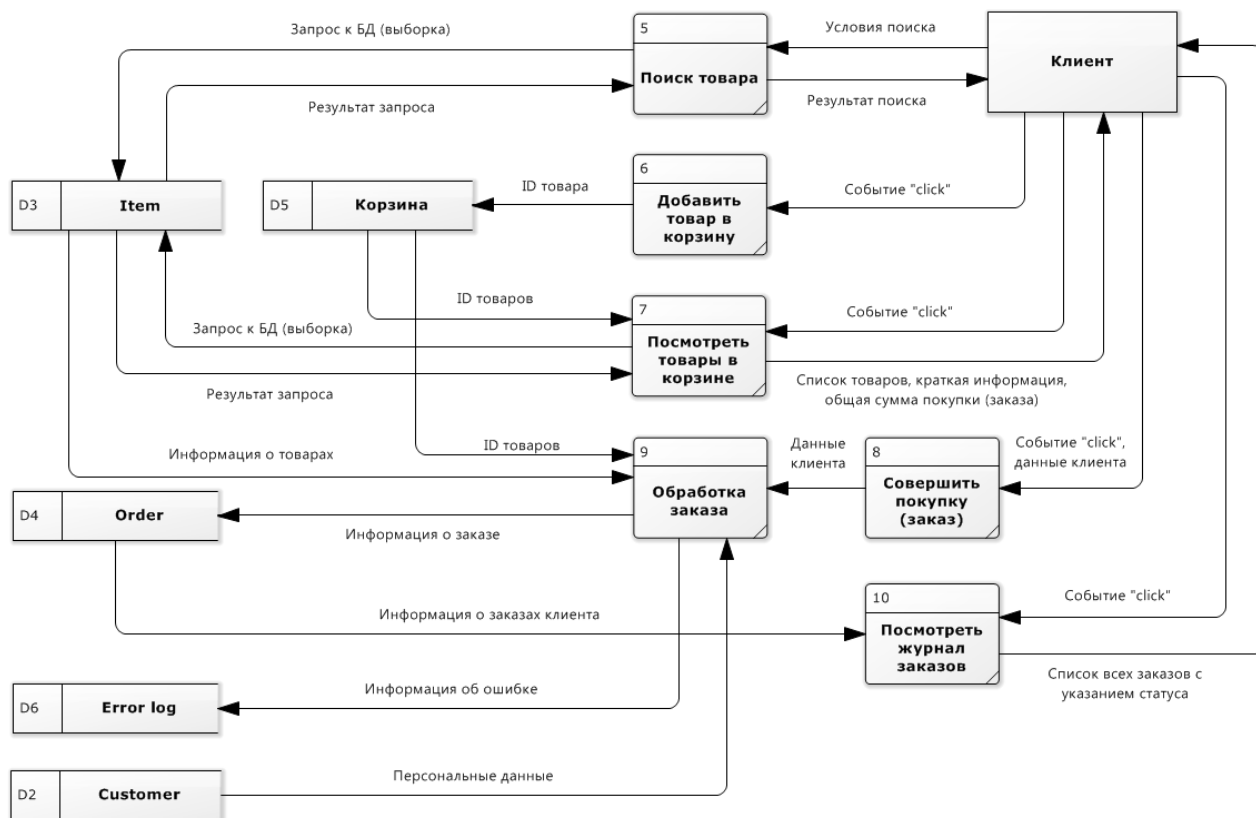 Запрос к БД (выборка)
5
Поиск товара
Условия поиска
Клиент
Результат запроса
Результат поиска
D3
Item
D5
Корзина
ID товара
6
Добавить
товар в
корзину
Событие "click"
ID товаров
7
Посмотреть
товары в
корзине
Событие "click"
Запрос к БД (выборка)
Результат запроса
Список товаров, краткая информация,
общая сумма покупки (заказа)
Информация о товарах
ID товаров
9
Обработка
заказа
Данные
клиента
8
Совершить
покупку
(заказ)
Событие "click",
данные клиента
D4
Order
Информация о заказе
Информация о заказах клиента
10
Посмотреть
журнал
заказов
Событие "click"
Список всех заказов с
указанием статуса
D6
Error log
Информация об ошибке
D2
Customer
Персональные данные